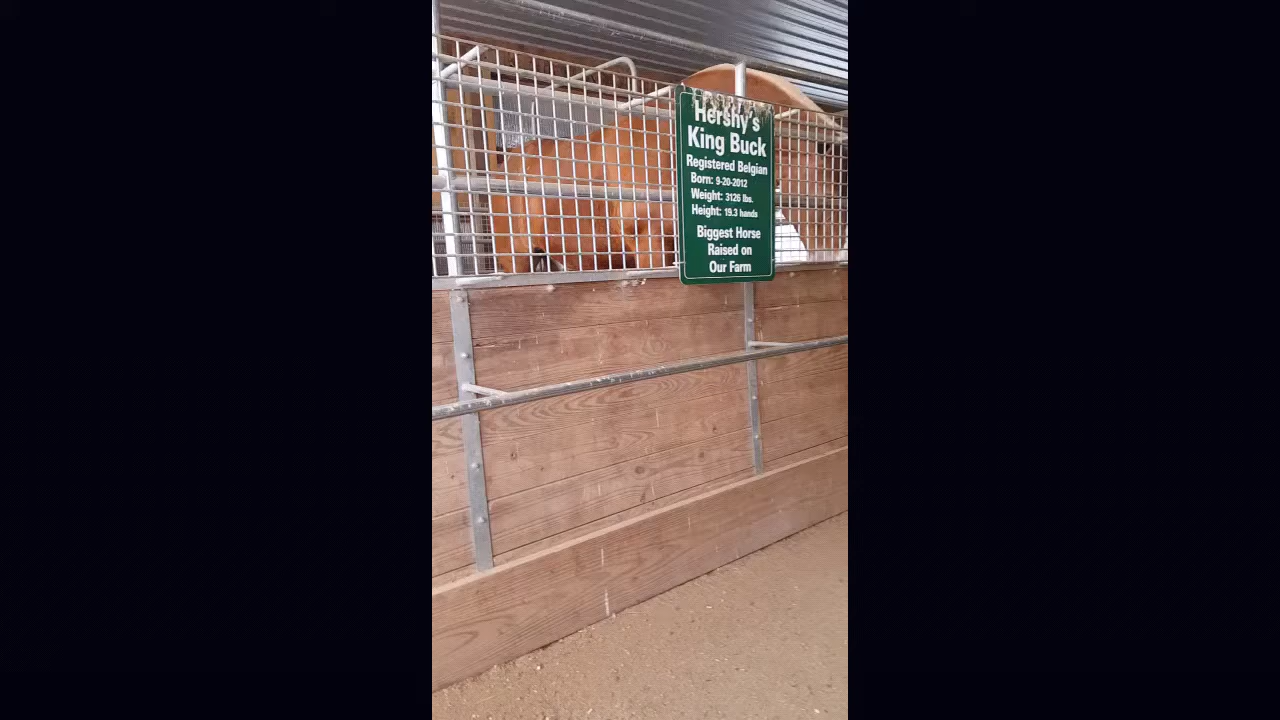 Hershy's
King Buck
Registered Belgian
Born: 9-20-2012
Weight: 3126 lbs.
Height: 19.3 hands
Biggest Horse
Raised on
Our Farm